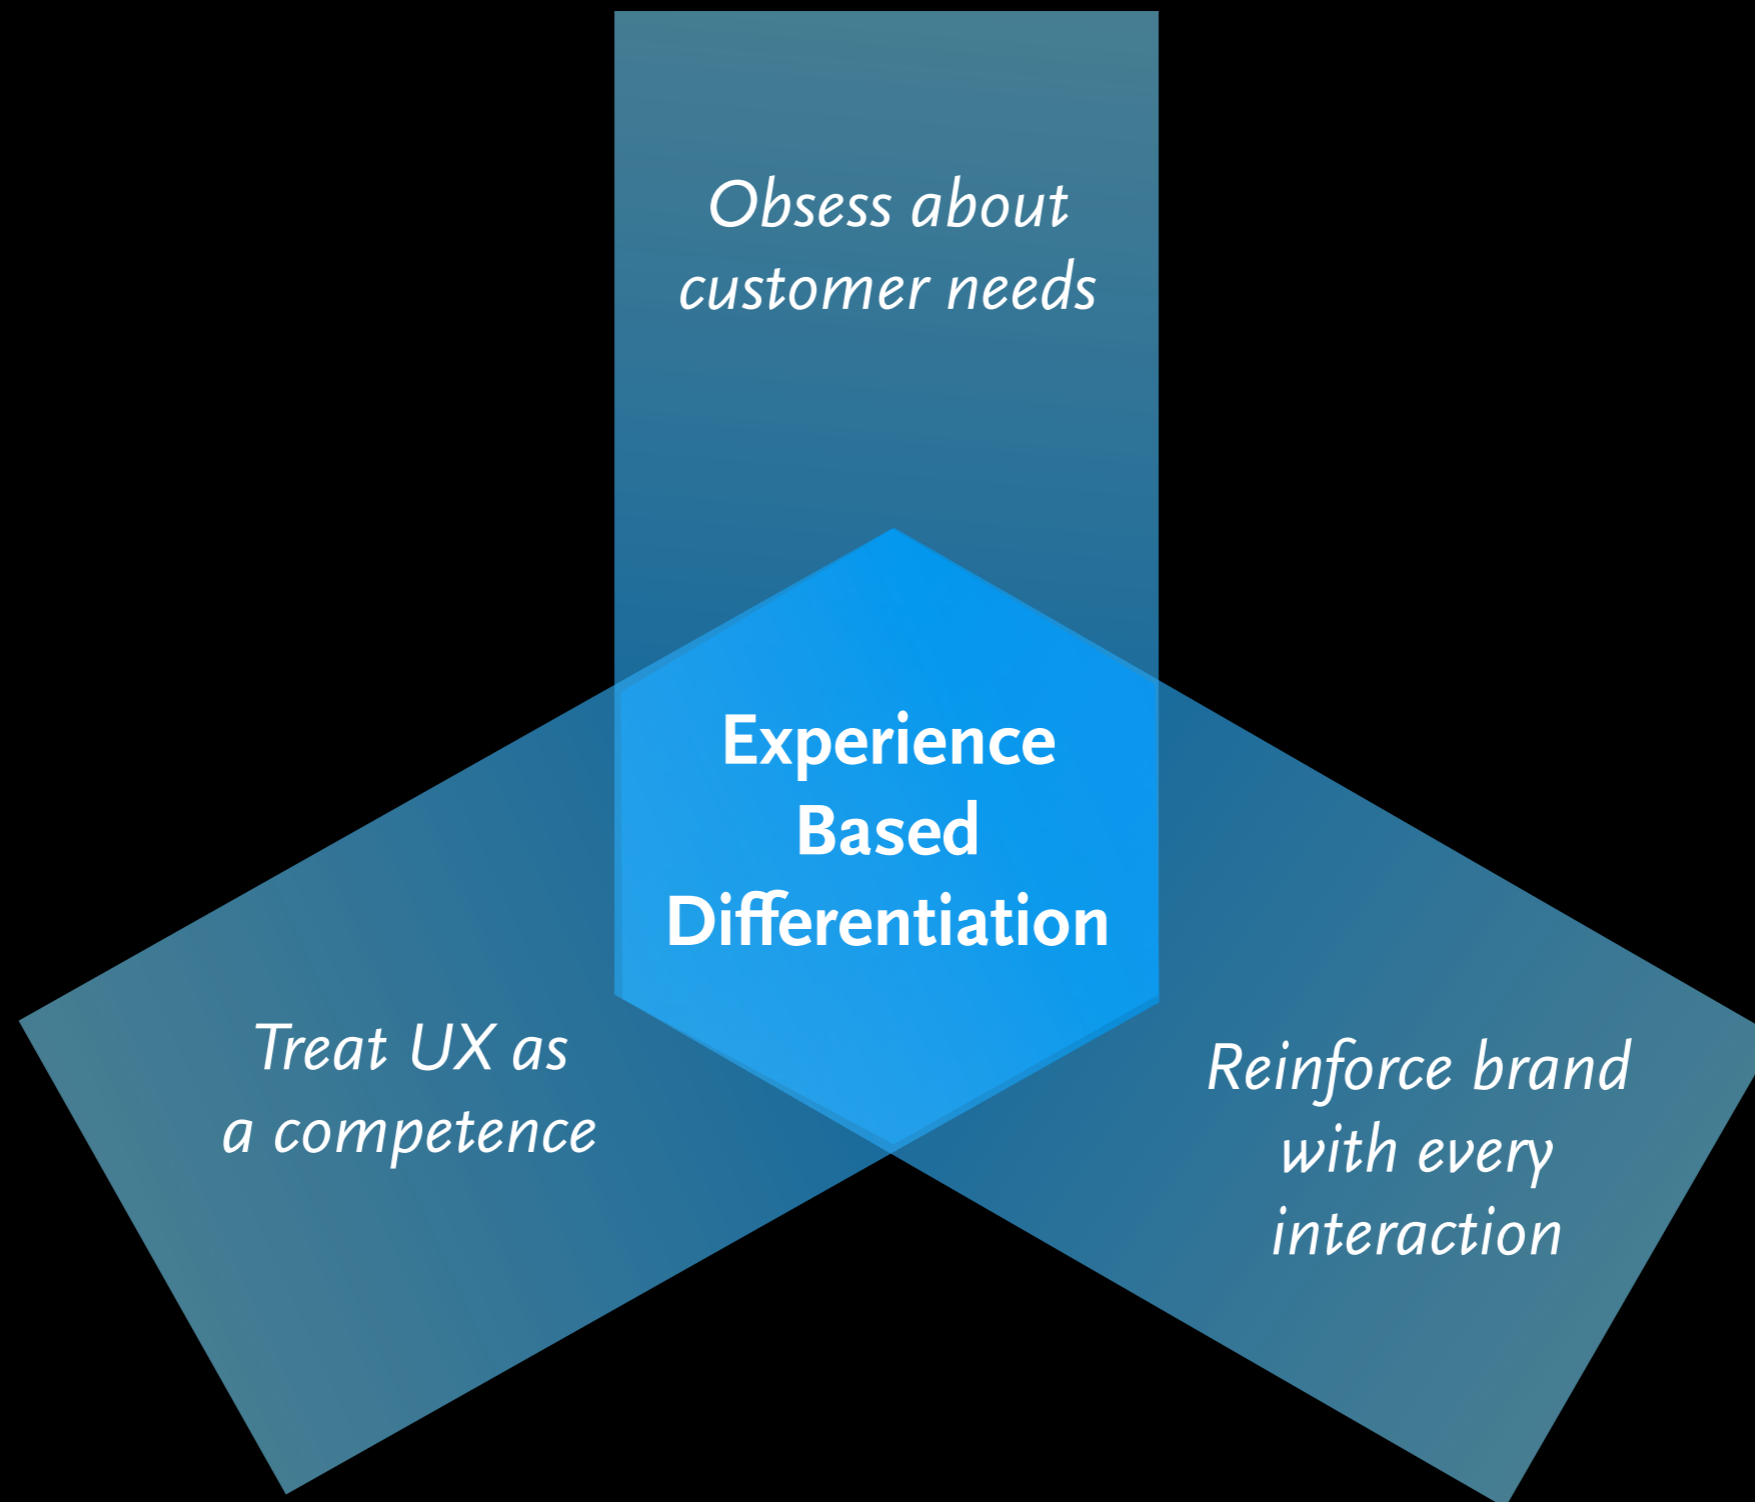 Obsess about
customer needs
Experience
Based
Differentiation
Treat UX as
a competence
Reinforce brand
with every
interaction